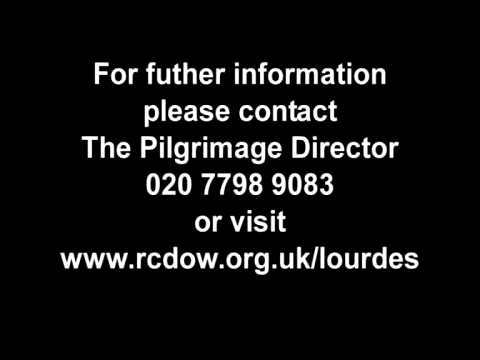 For futher information
please contact
The Pilgrimage Director
020 7798 9083
or visit
www.rcdow.org.uk/lourdes